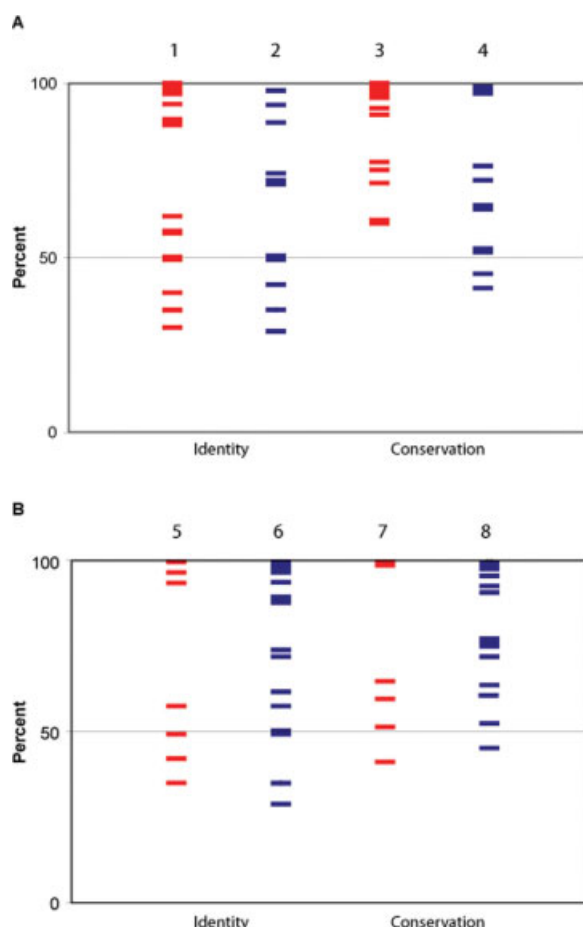 A
1 2 3 4
100
50
0
Percent
Identity Conservation
B
5 6 7 8
100
50
0
Percent
Identity Conservation